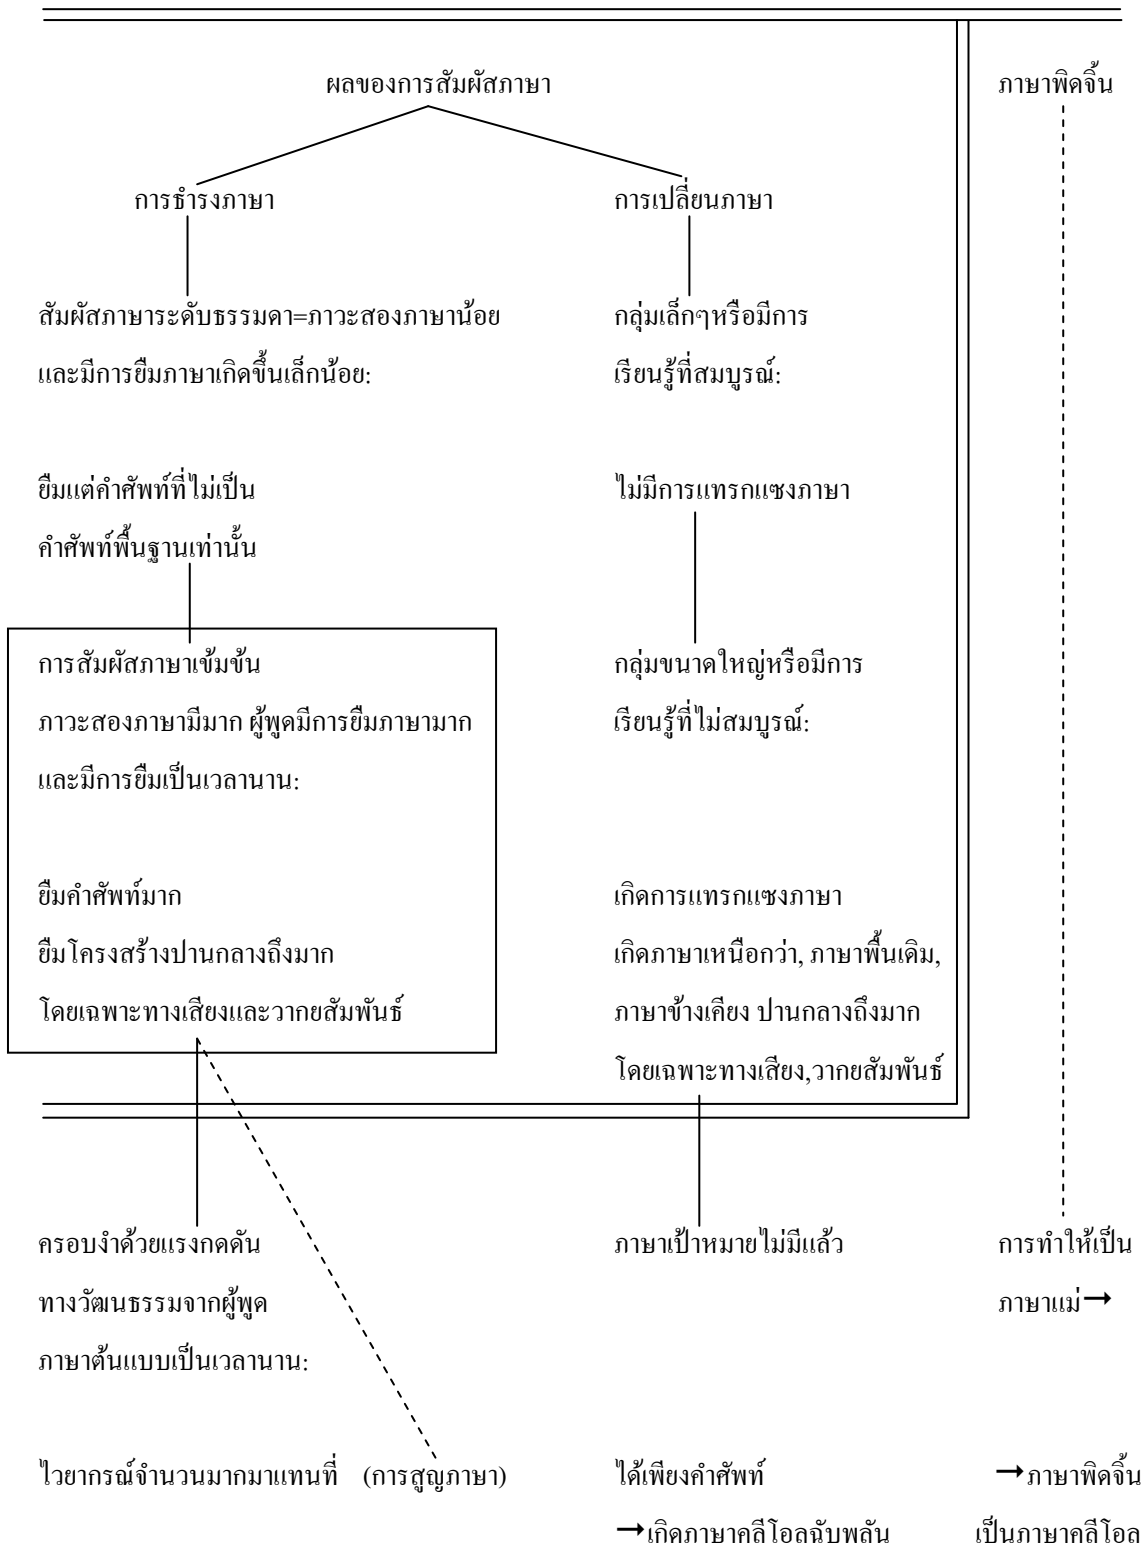 ผลของการสัมผัสภาษา
ภาษาพิดจิ้น
การธำรงภาษา
การเปลี่ยนภาษา
สัมผัสภาษาระดับธรรมดา=ภาวะสองภาษาน้อย
และมีการยืมภาษาเกิดขึ้นเล็กน้อย:
กลุ่มเล็กๆหรือมีการ
เรียนรู้ที่สมบูรณ์:
ยืมแต่คำศัพท์ที่ไม่เป็น
คำศัพท์พื้นฐานเท่านั้น
ไม่มีการแทรกแซงภาษา
การสัมผัสภาษาเข้มข้น
ภาวะสองภาษามีมาก ผู้พูดมีการยืมภาษามาก
และมีการยืมเป็นเวลานาน:
กลุ่มขนาดใหญ่หรือมีการ
เรียนรู้ที่ไม่สมบูรณ์:
ยืมคำศัพท์มาก
ยืมโครงสร้างปานกลางถึงมาก
โดยเฉพาะทางเสียงและวากยสัมพันธ์
เกิดการแทรกแซงภาษา
เกิดภาษาเหนือกว่า, ภาษาพื้นเดิม,
ภาษาข้างเคียง ปานกลางถึงมาก
โดยเฉพาะทางเสียง,วากยสัมพันธ์
ครอบงำด้วยแรงกดดัน
ทางวัฒนธรรมจากผู้พูด
ภาษาต้นแบบเป็นเวลานาน:
ภาษาเป้าหมายไม่มีแล้ว
การทำให้เป็น
ภาษาแม่→
ไวยากรณ์จำนวนมากมาแทนที่ (การสูญภาษา)
ได้เพียงคำศัพท์
→เกิดภาษาคลีโอลฉับพลัน
→ภาษาพิดจิ้น
เป็นภาษาคลีโอล